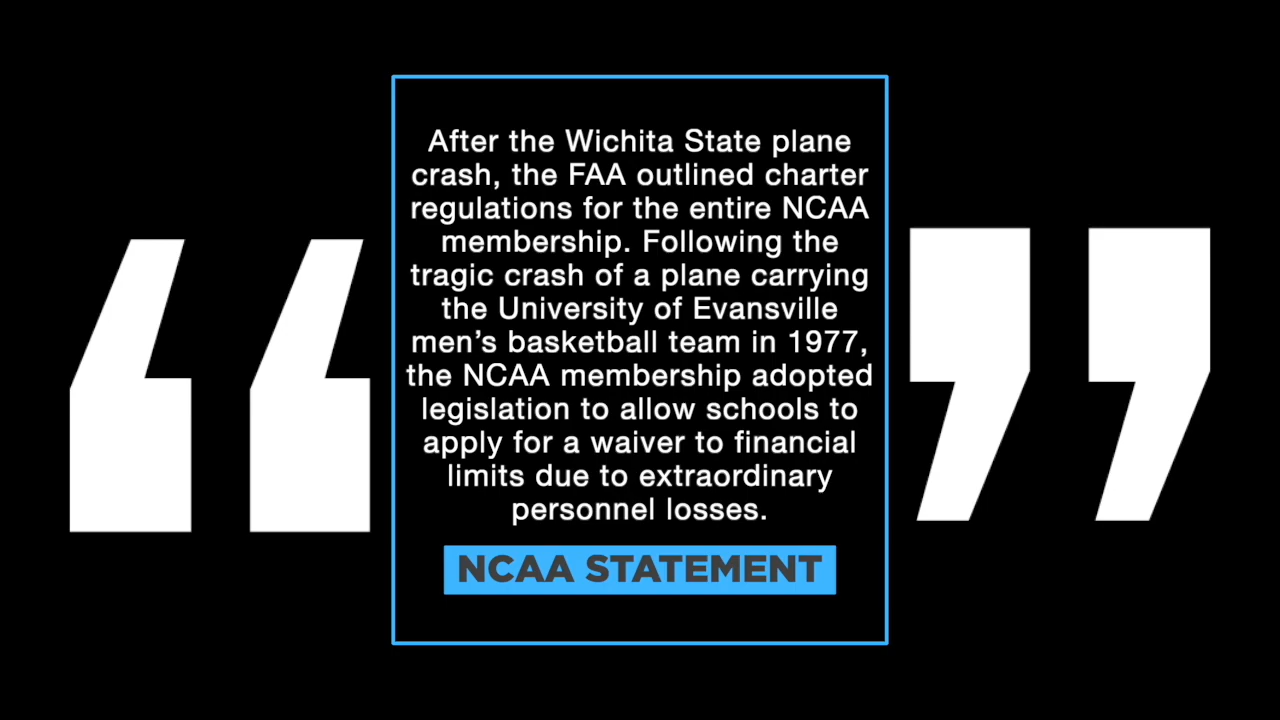 After the Wichita State plane
crash, the FAA outlined charter
regulations for the entire NCAA
membership. Following the
tragic crash of a plane carrying
the University of Evansville
men’s basketball team in 1977,
the NCAA membership adopted
legislation to allow schools to
apply for a waiver to financial
limits due to extraordinary
personnel losses.
NCAA STATEMENT